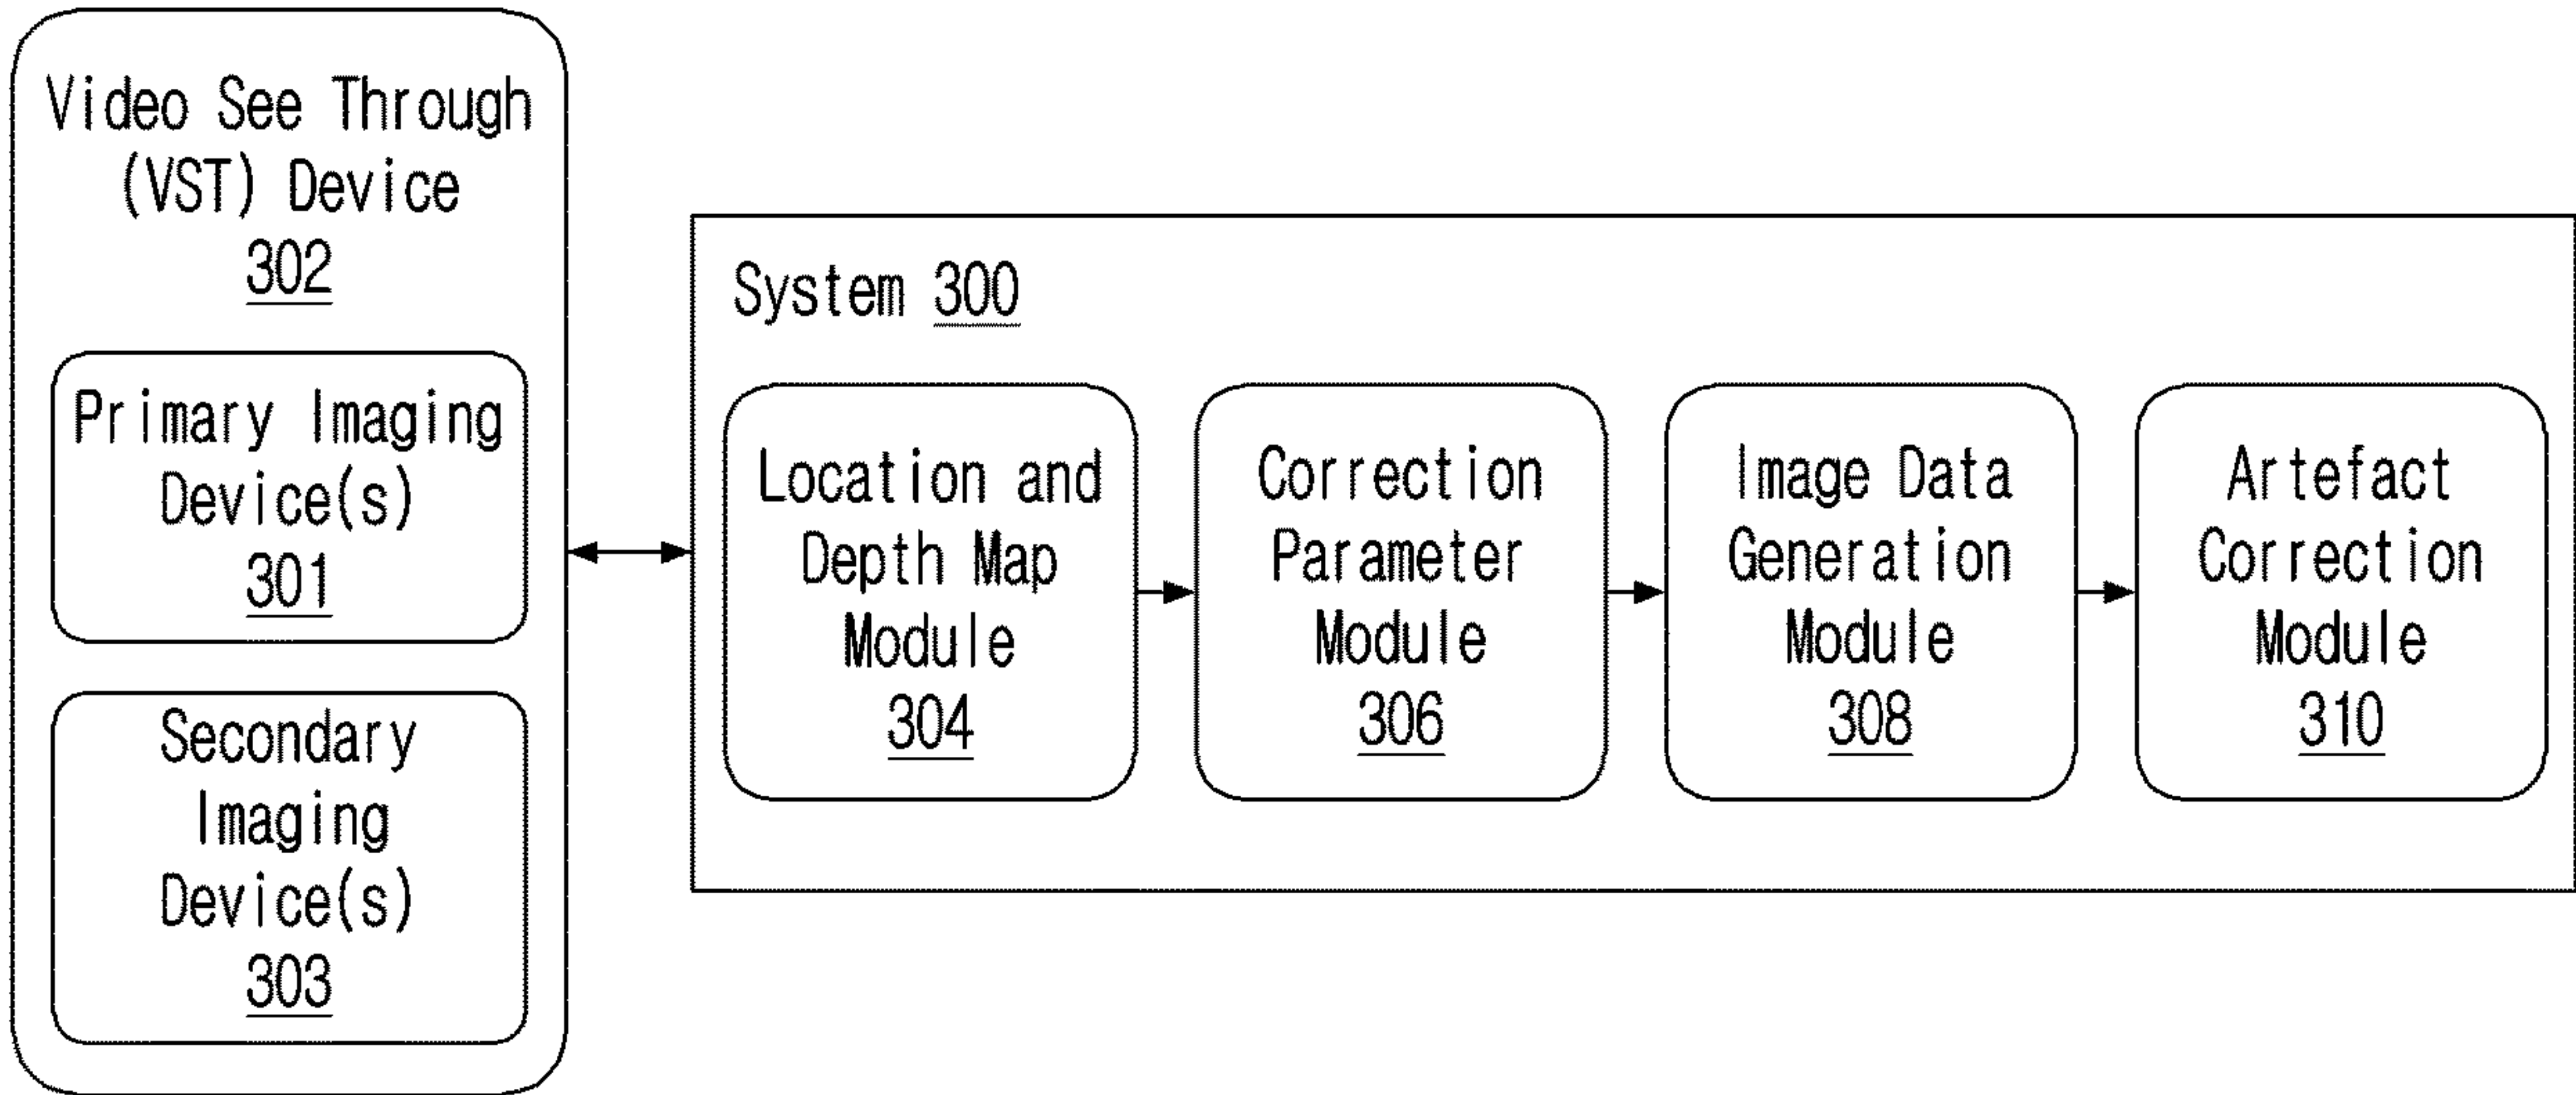 Video See Through
(VST) Device
302
Primary Imaging
Device(s)
301
Secondary
Imaging
Device(s)
303
System 300
Location and
Depth Map
Module
304
Correction
Parameter
Module
306
Image Data
Generation
Module
308
Artefact
Correction
Module
310